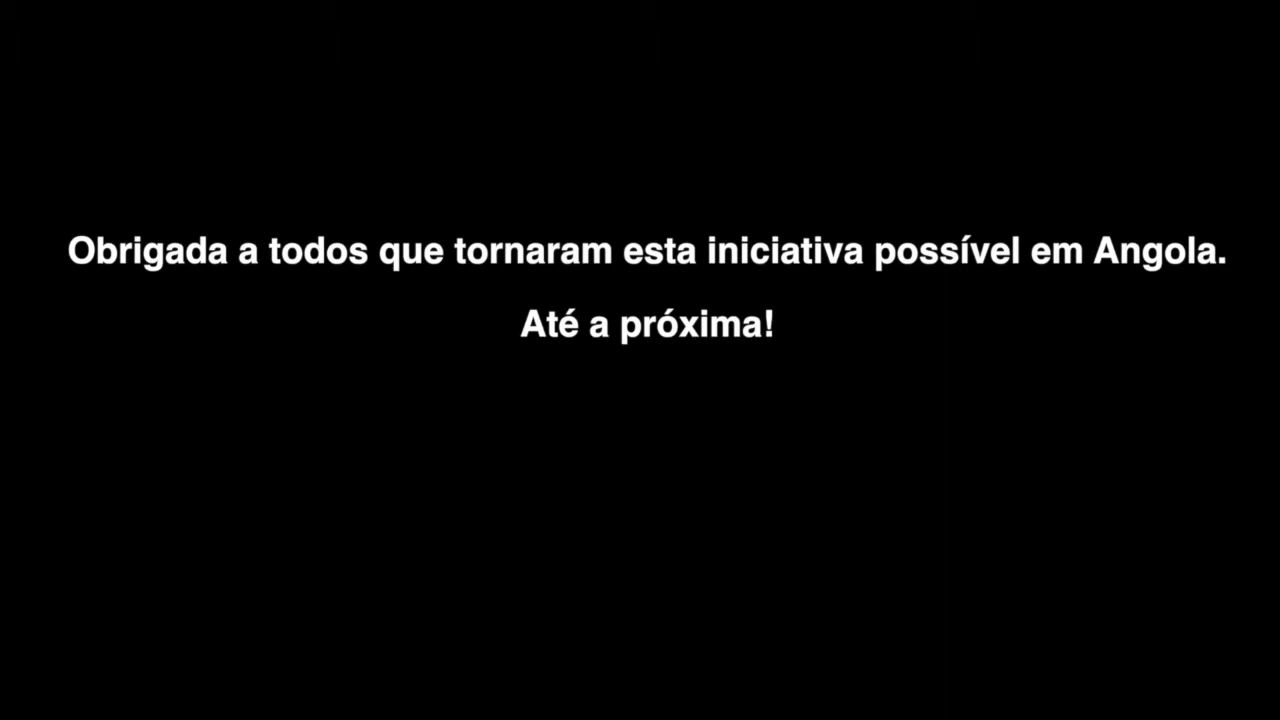 Obrigada a todos que tornaram esta iniciativa possível em Angola.
Até a próxima!